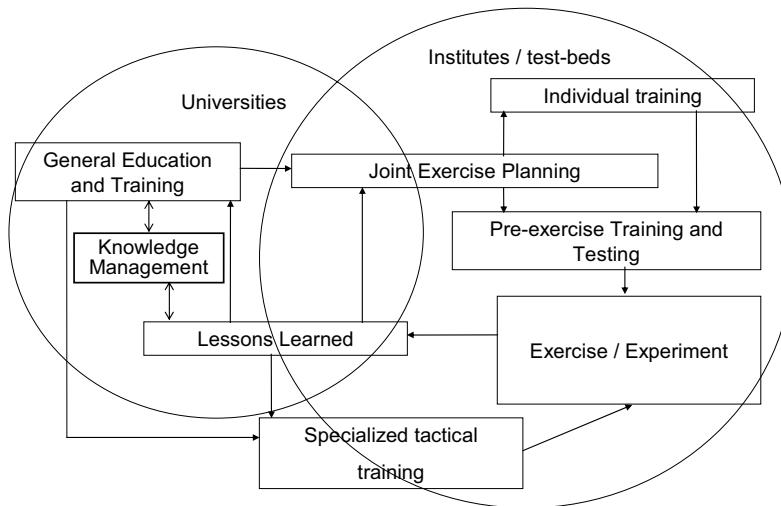 Institutes / test-beds
Universities
Individual training
General Education
and Training
Joint Exercise Planning
Pre-exercise Training and
Testing
Knowledge
Management
Lessons Learned
Exercise / Experiment
Specialized tactical
training